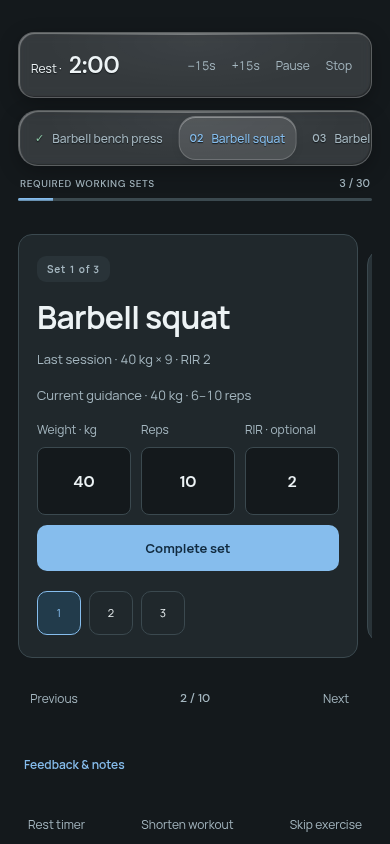 Rest · 2:00 −15s +15s Pause Stop
✓ Barbell bench press 02 Barbell squat 03 Barbel
REQUIRED WORKING SETS 3 / 30
Set 1 of 3
Barbell squat
Last session · 40 kg × 9 · RIR 2
Current guidance · 40 kg · 6–10 reps
Weight · kg Reps RIR · optional
40 10 2
Complete set
1 2 3
Previous 2 / 10 Next
Feedback & notes
Rest timer Shorten workout Skip exercise